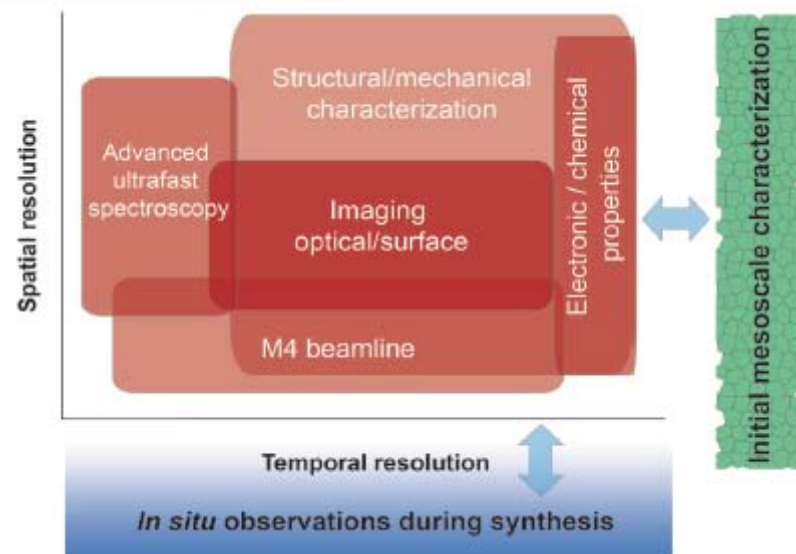 Structural/mechanical
characterization
Advanced
ultrafast
spectroscopy
Imaging
optical/surface
Electronic / chemical
properties
M4 beamline
Spatial resolution
Temporal resolution
In situ observations during synthesis
Initial mesoscale characterization